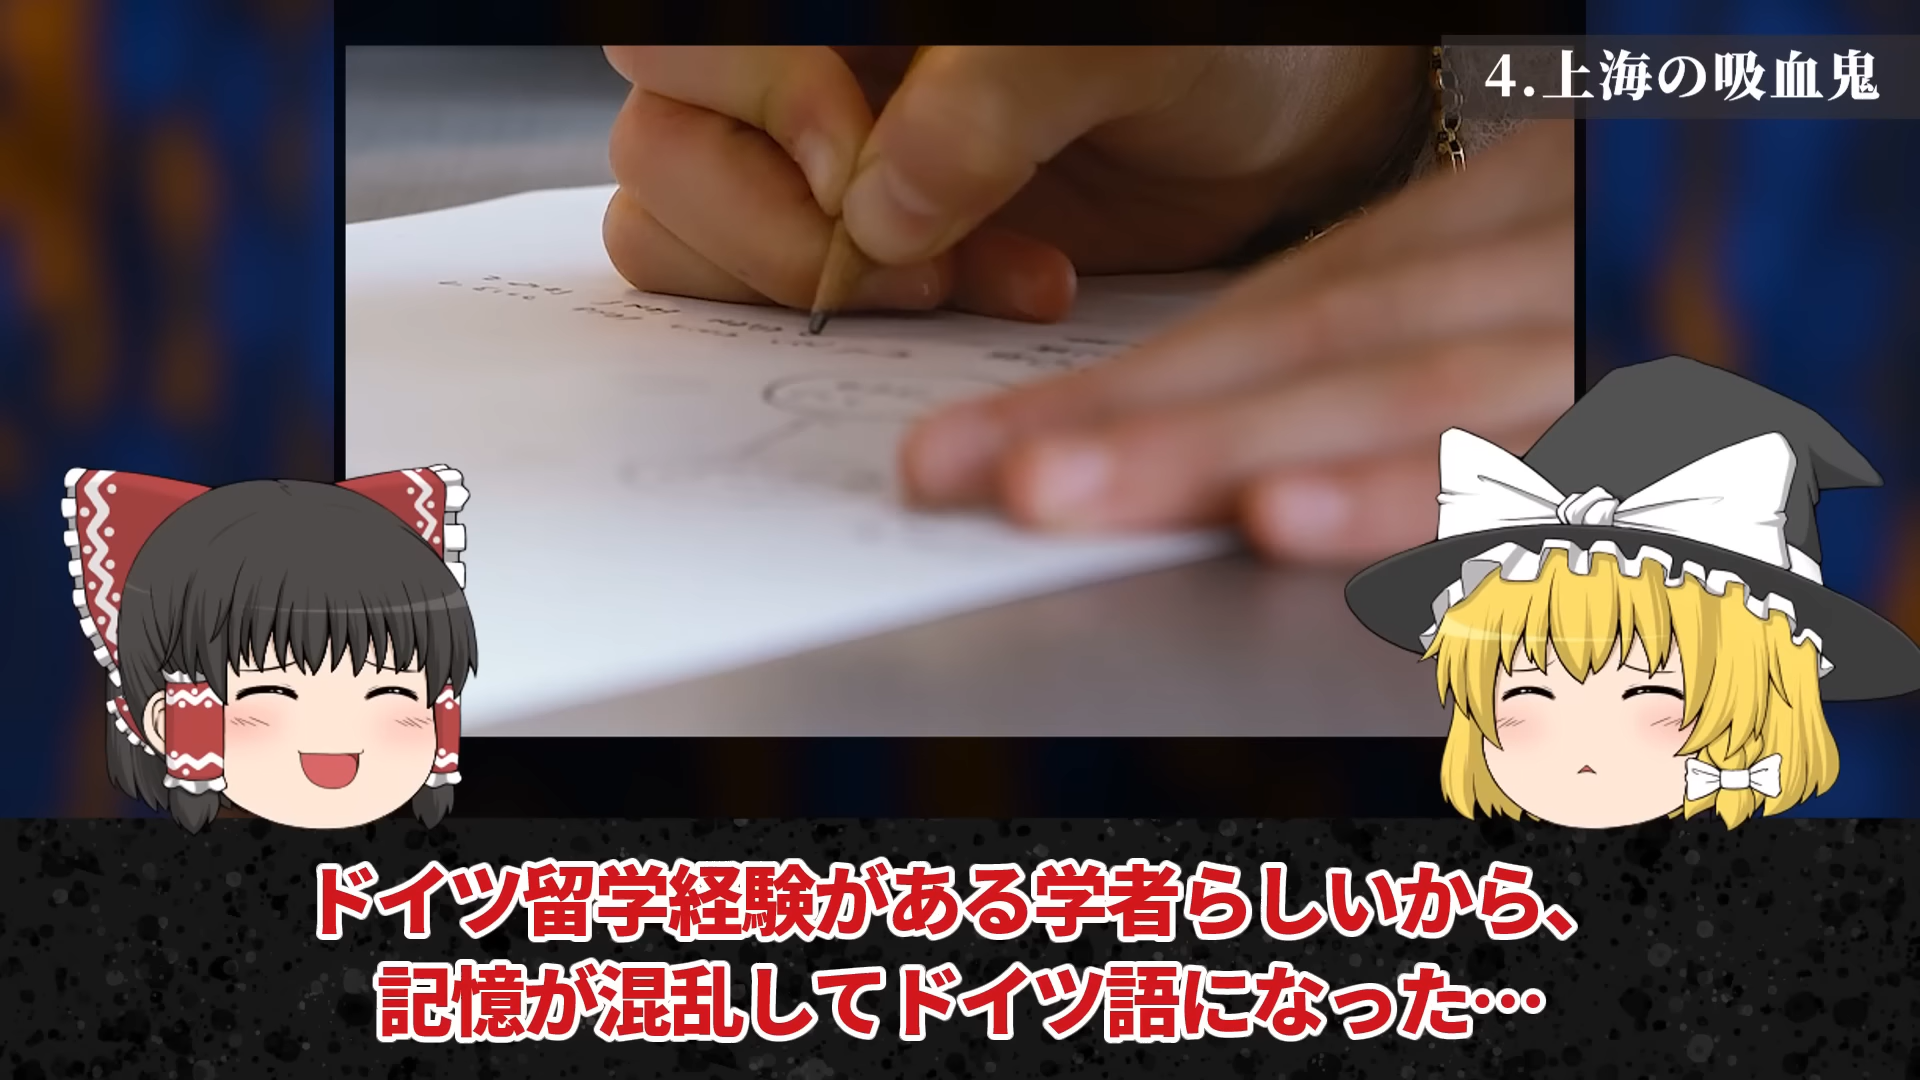 4.上海の吸血鬼
ドイツ留学経験がある学者らしいから、
記憶が混乱してドイツ語になった…